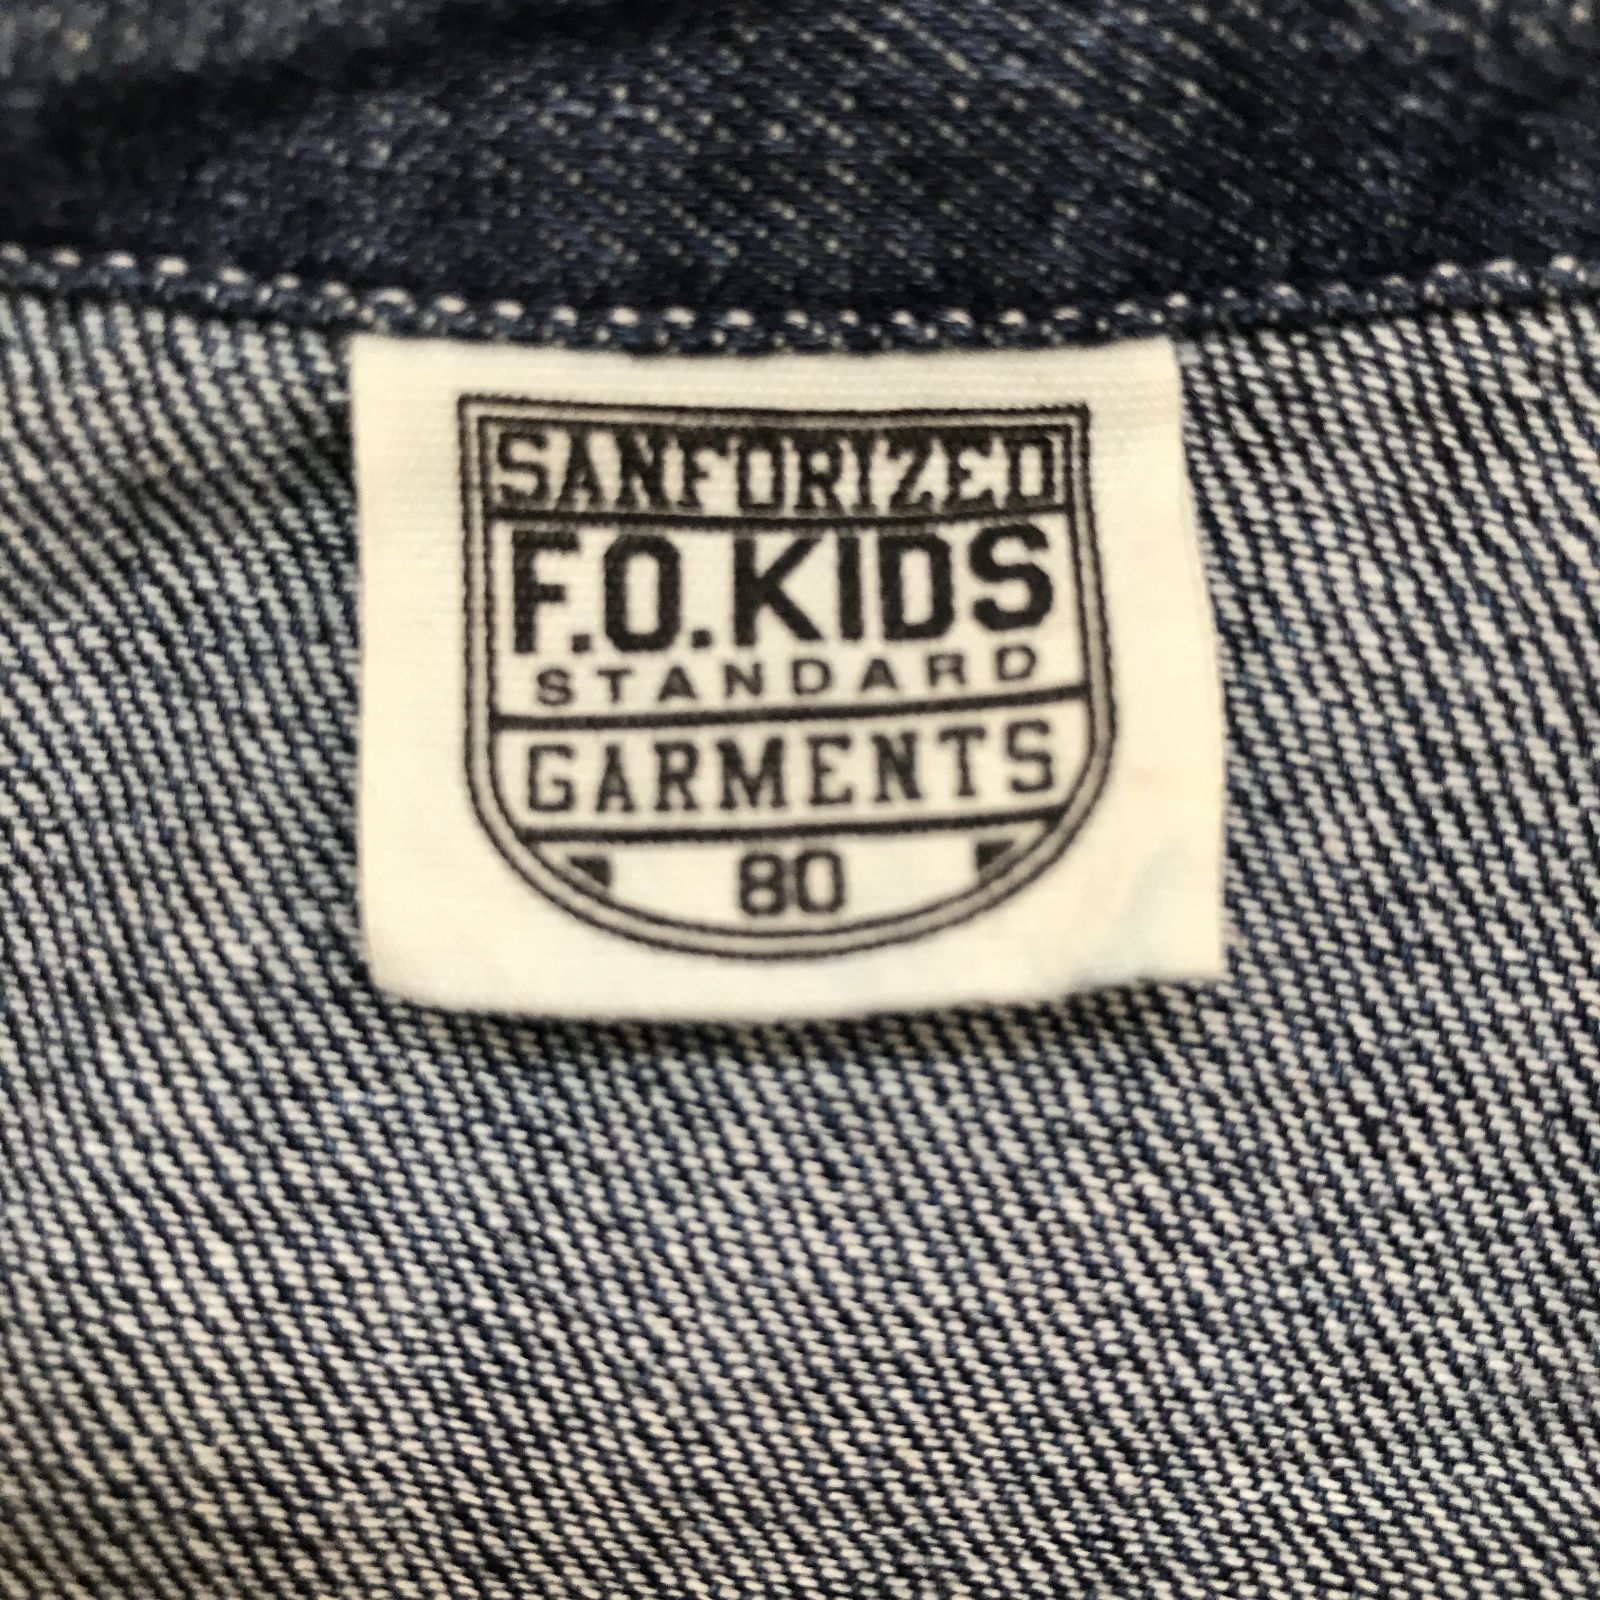 SANFORIZED
F.O.KIDS
STANDARD
GARMENTS
80